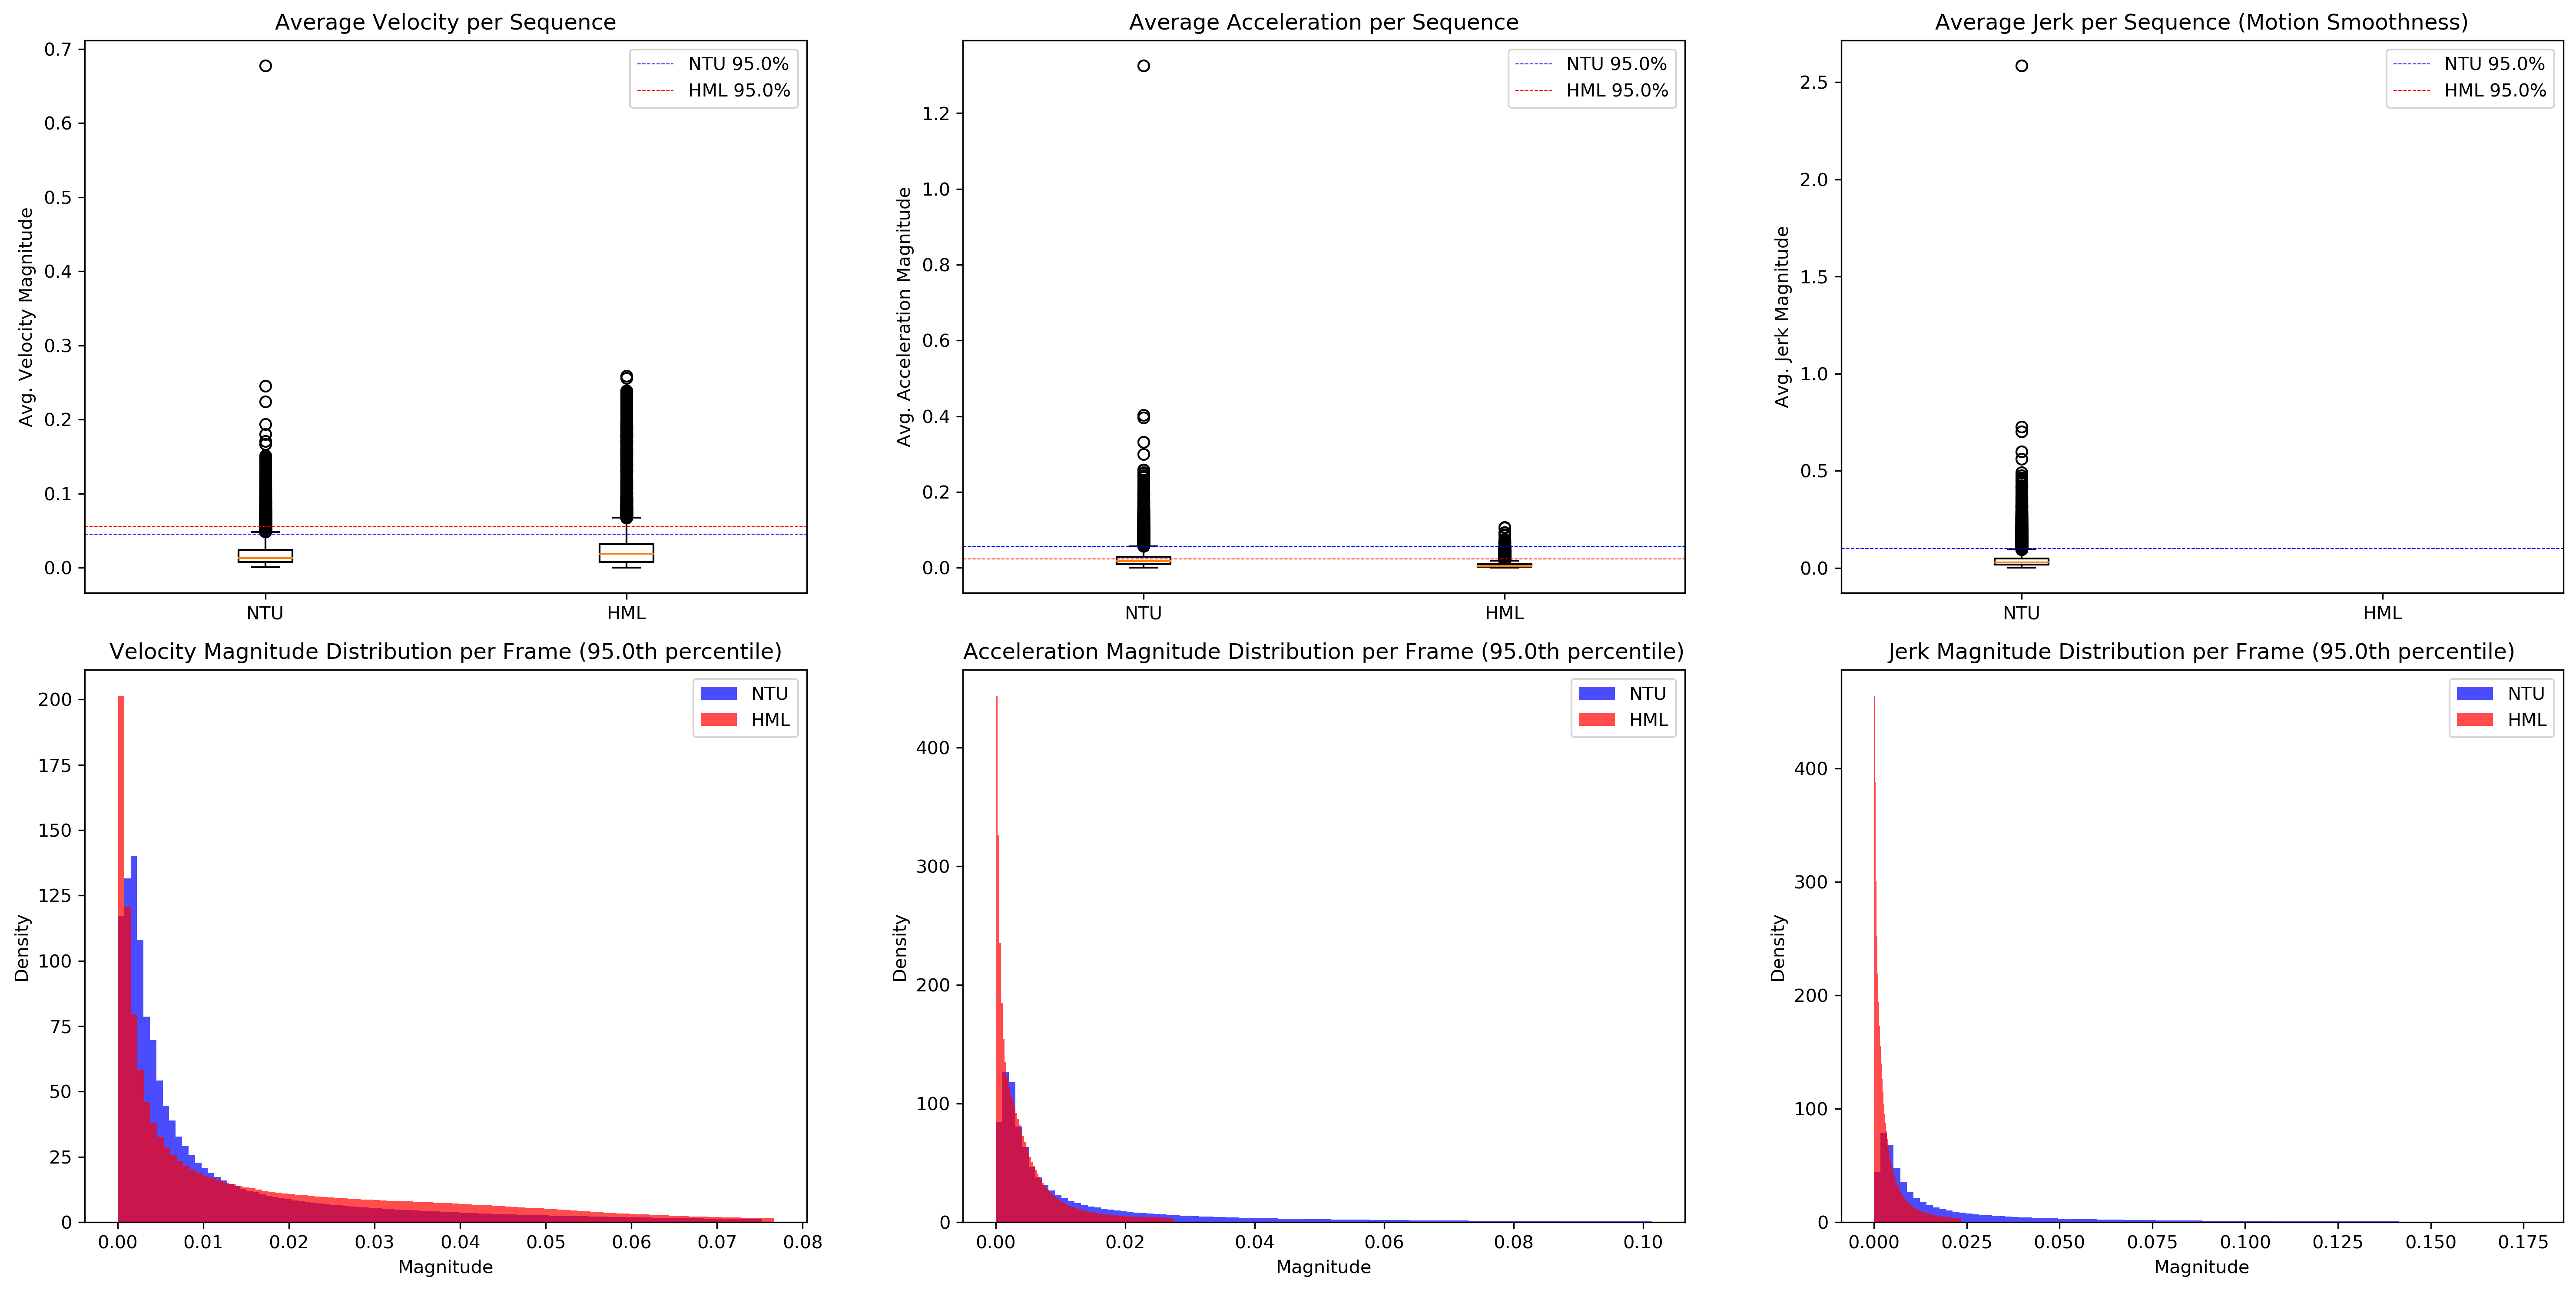 Average Velocity per Sequence
Avg. Velocity Magnitude
0.7
0.6
0.5
0.4
0.3
0.2
0.1
0.0
NTU 95.0%
HML 95.0%
NTU
HML
Average Acceleration per Sequence
Avg. Acceleration Magnitude
1.2
1.0
0.8
0.6
0.4
0.2
0.0
NTU 95.0%
HML 95.0%
NTU
HML
Average Jerk per Sequence (Motion Smoothness)
Avg. Jerk Magnitude
2.5
2.0
1.5
1.0
0.5
0.0
NTU 95.0%
HML 95.0%
NTU
HML
Velocity Magnitude Distribution per Frame (95.0th percentile)
Density
200
175
150
125
100
75
50
25
0
NTU
HML
0.00 0.01 0.02 0.03 0.04 0.05 0.06 0.07 0.08
Magnitude
Acceleration Magnitude Distribution per Frame (95.0th percentile)
Density
400
300
200
100
0
NTU
HML
0.00 0.02 0.04 0.06 0.08 0.10
Magnitude
Jerk Magnitude Distribution per Frame (95.0th percentile)
Density
400
300
200
100
0
NTU
HML
0.000 0.025 0.050 0.075 0.100 0.125 0.150 0.175
Magnitude